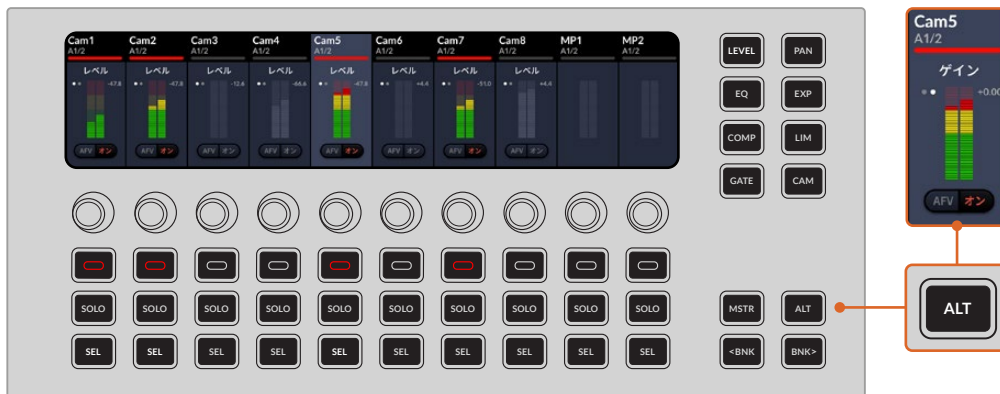 Cam1 Cam2 Cam3 Cam4 Cam5 Cam6 Cam7 Cam8 MP1 MP2
A1/2 A1/2 A1/2 A1/2 A1/2 A1/2 A1/2 A1/2 A1/2 A1/2
レベル レベル レベル レベル レベル レベル レベル レベル
-47.8 -47.8 -12.6 -66.6 -47.8 +4.4 -51.0 +4.4
AFV オン AFV オン AFV オン AFV オン AFV オン AFV オン AFV オン AFV オン
LEVEL PAN
EQ EXP
COMP LIM
GATE CAM
SOLO SOLO SOLO SOLO SOLO SOLO SOLO SOLO SOLO SOLO
MSTR ALT
SEL SEL SEL SEL SEL SEL SEL SEL SEL SEL
<BNK BNK>
Cam5
A1/2
ゲイン
+0.00
AFV オン
ALT